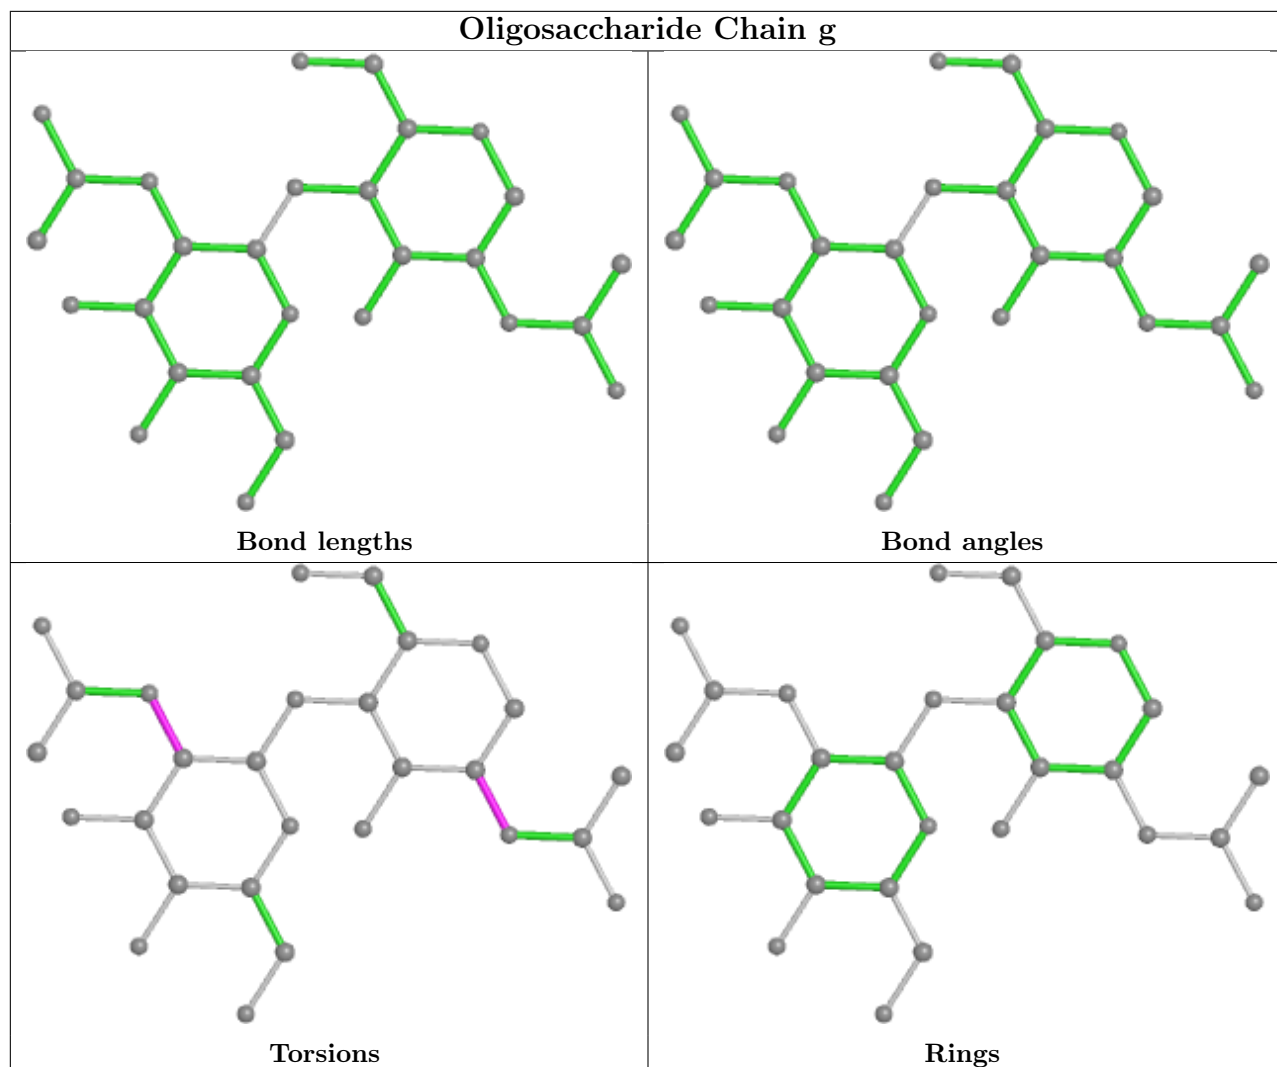 Oligosaccharide Chain g
Bond lengths
Bond angles
Torsions
Rings